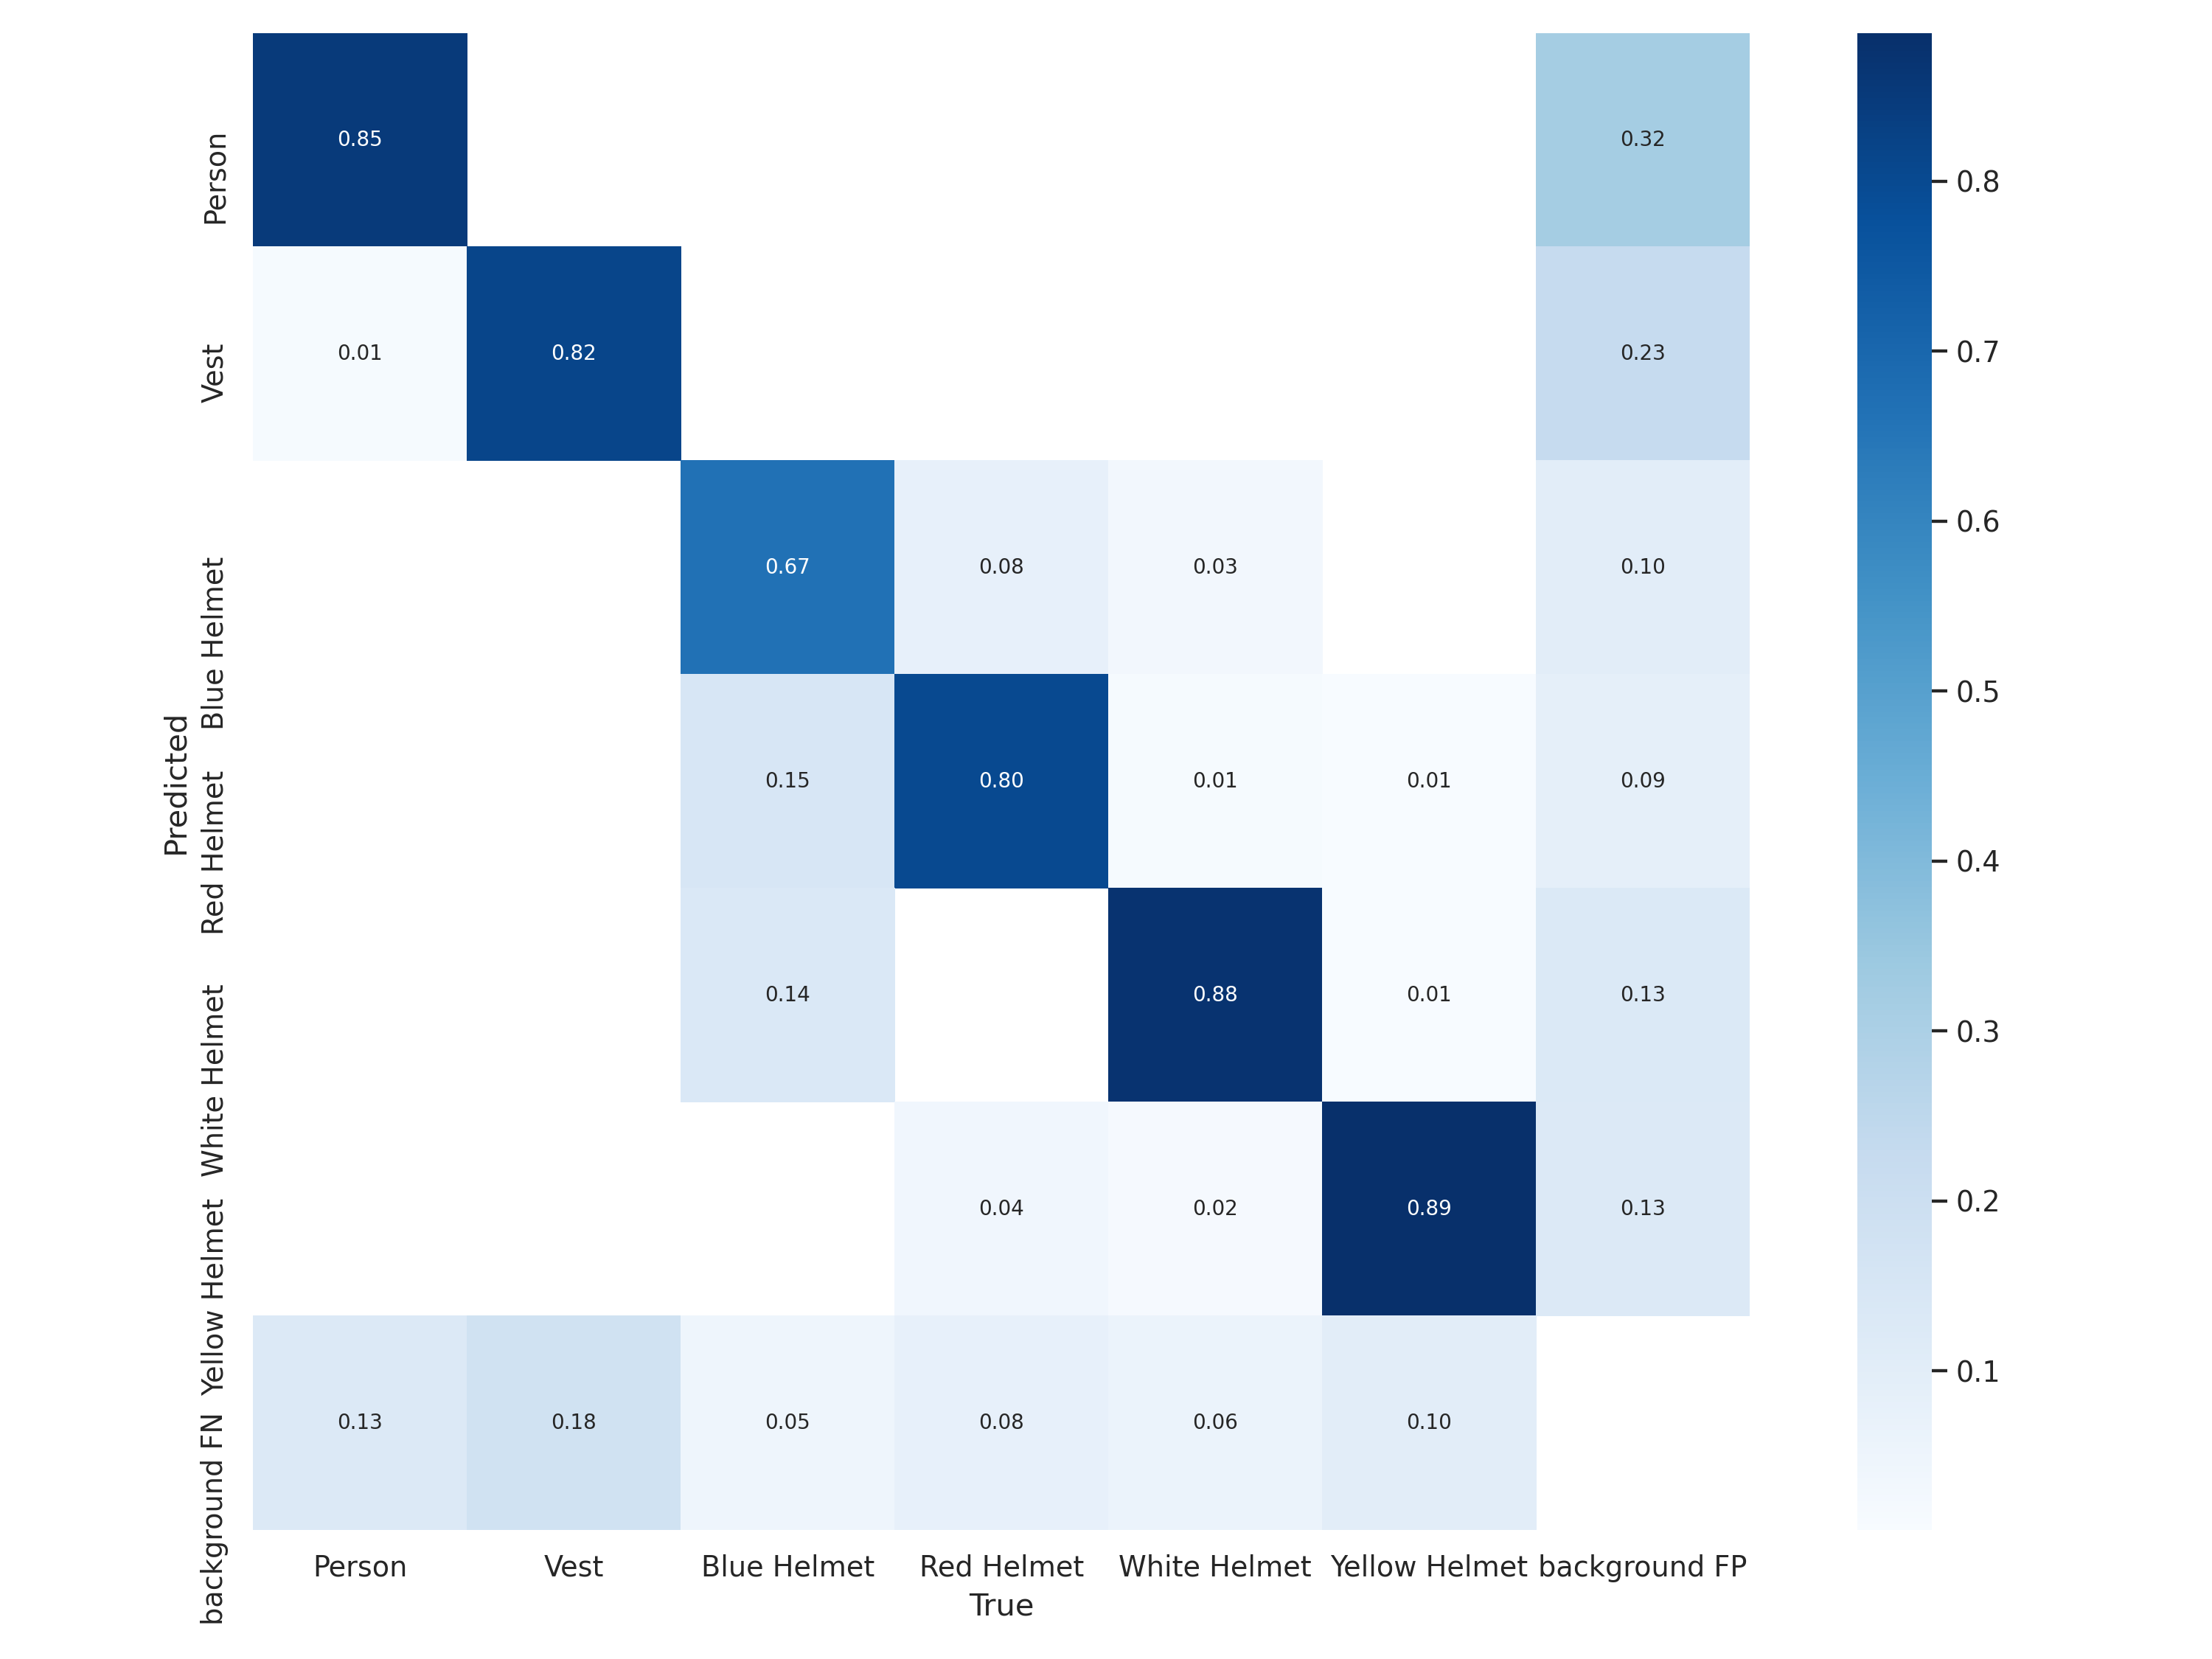 Person
0.85
0.32
Vest
0.01
0.82
0.23
Blue Helmet
0.67
0.08
0.03
0.10
Red Helmet
0.15
0.80
0.01
0.01
0.09
White Helmet
0.14
0.88
0.01
0.13
Yellow Helmet
0.04
0.02
0.89
0.13
background FN
0.13
0.18
0.05
0.08
0.06
0.10
Predicted
Person
Vest
Blue Helmet
Red Helmet
White Helmet
Yellow Helmet
background FP
True
0.8
0.7
0.6
0.5
0.4
0.3
0.2
0.1